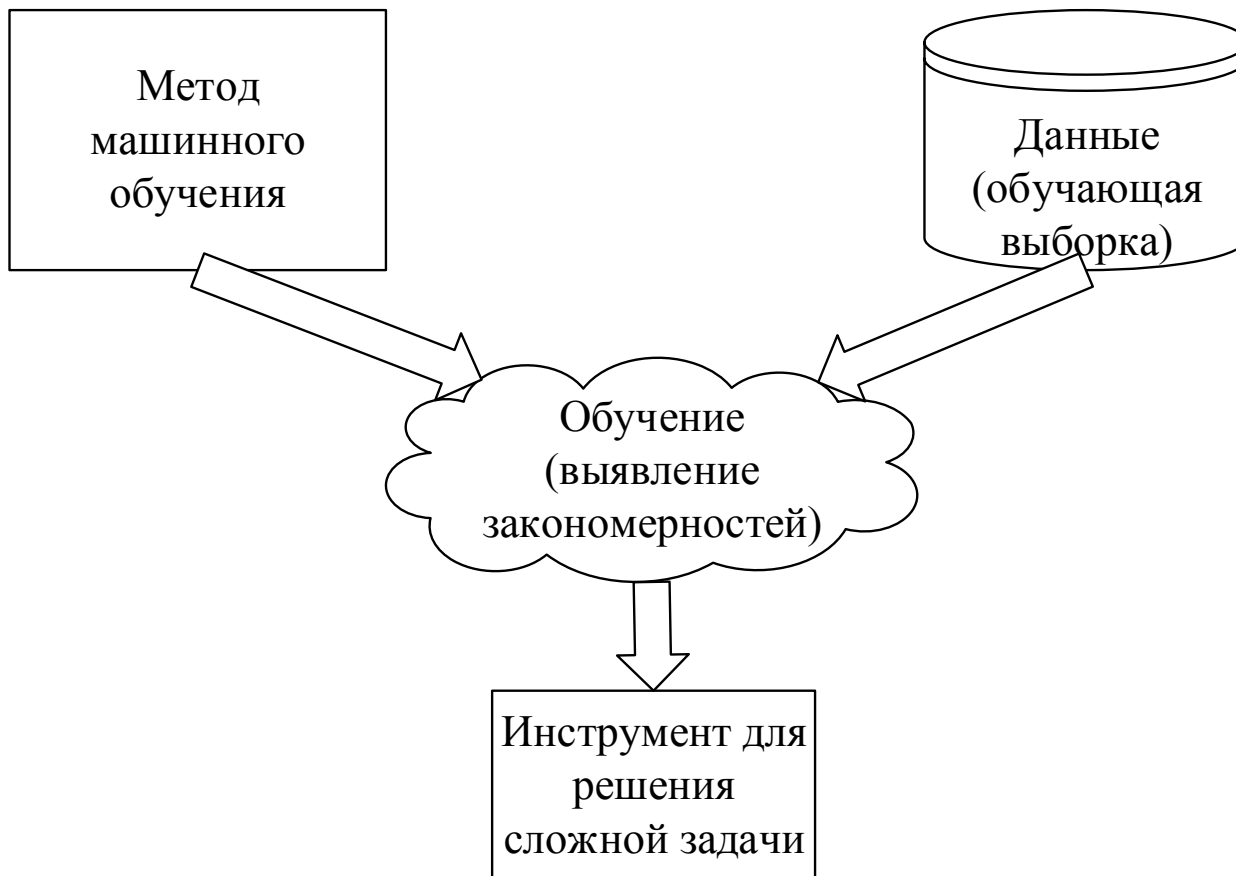 Метод
машинного
обучения
Данные
(обучающая
выборка)
Обучение
(выявление
закономерностей)
Инструмент для
решения
сложной задачи